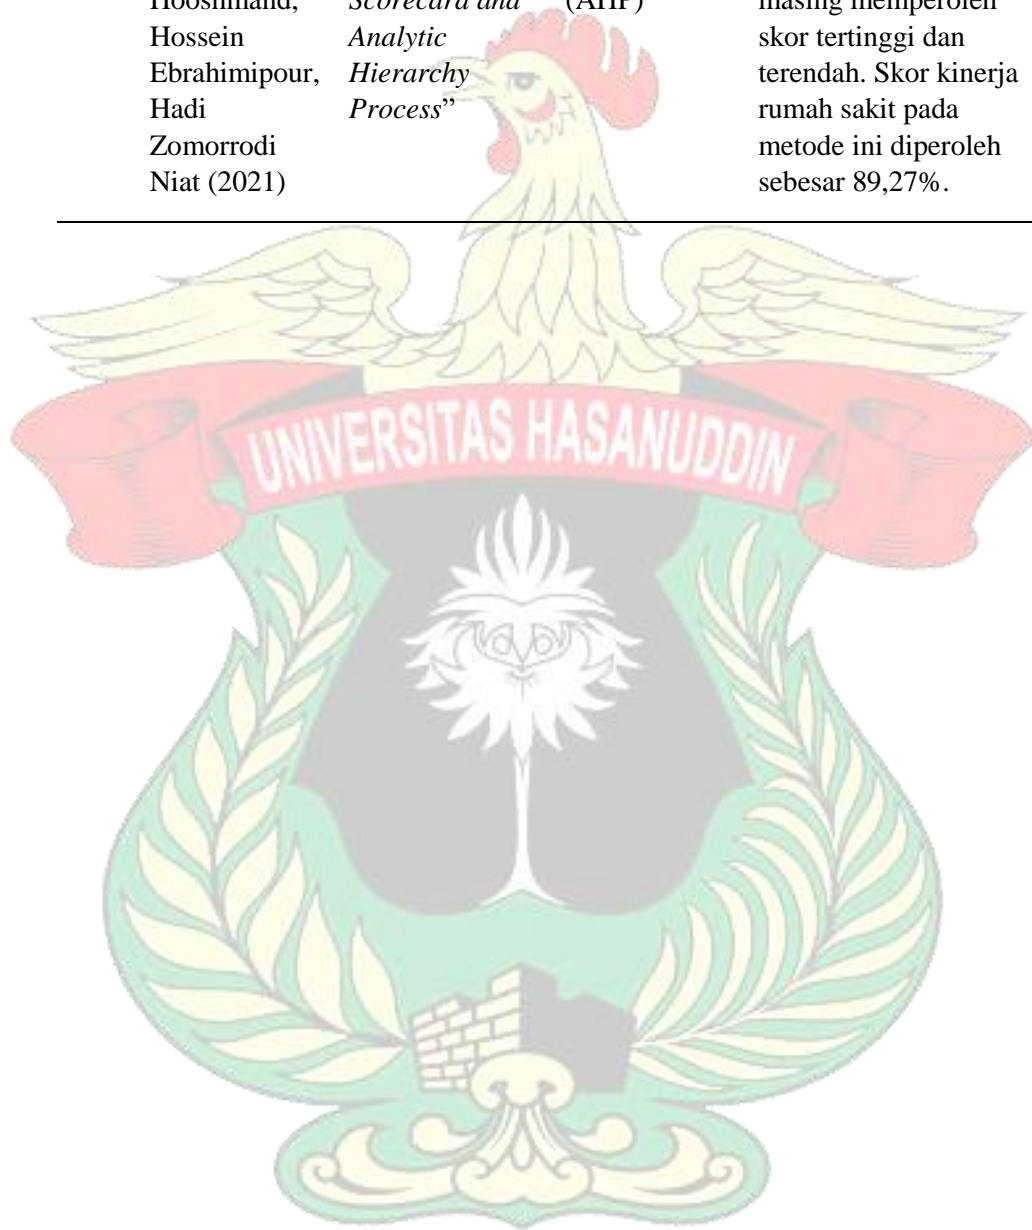 Hooshmand, Scorecard and (AHP) masing memperoleh
Hossein Analytic skor tertinggi dan
Ebrahimipour, Hierarchy terendah. Skor kinerja
Hadi Process” rumah sakit pada
Zomorrodi metode ini diperoleh
Niat (2021) sebesar 89,27%.
UNIVERSITAS HASANUDDIN